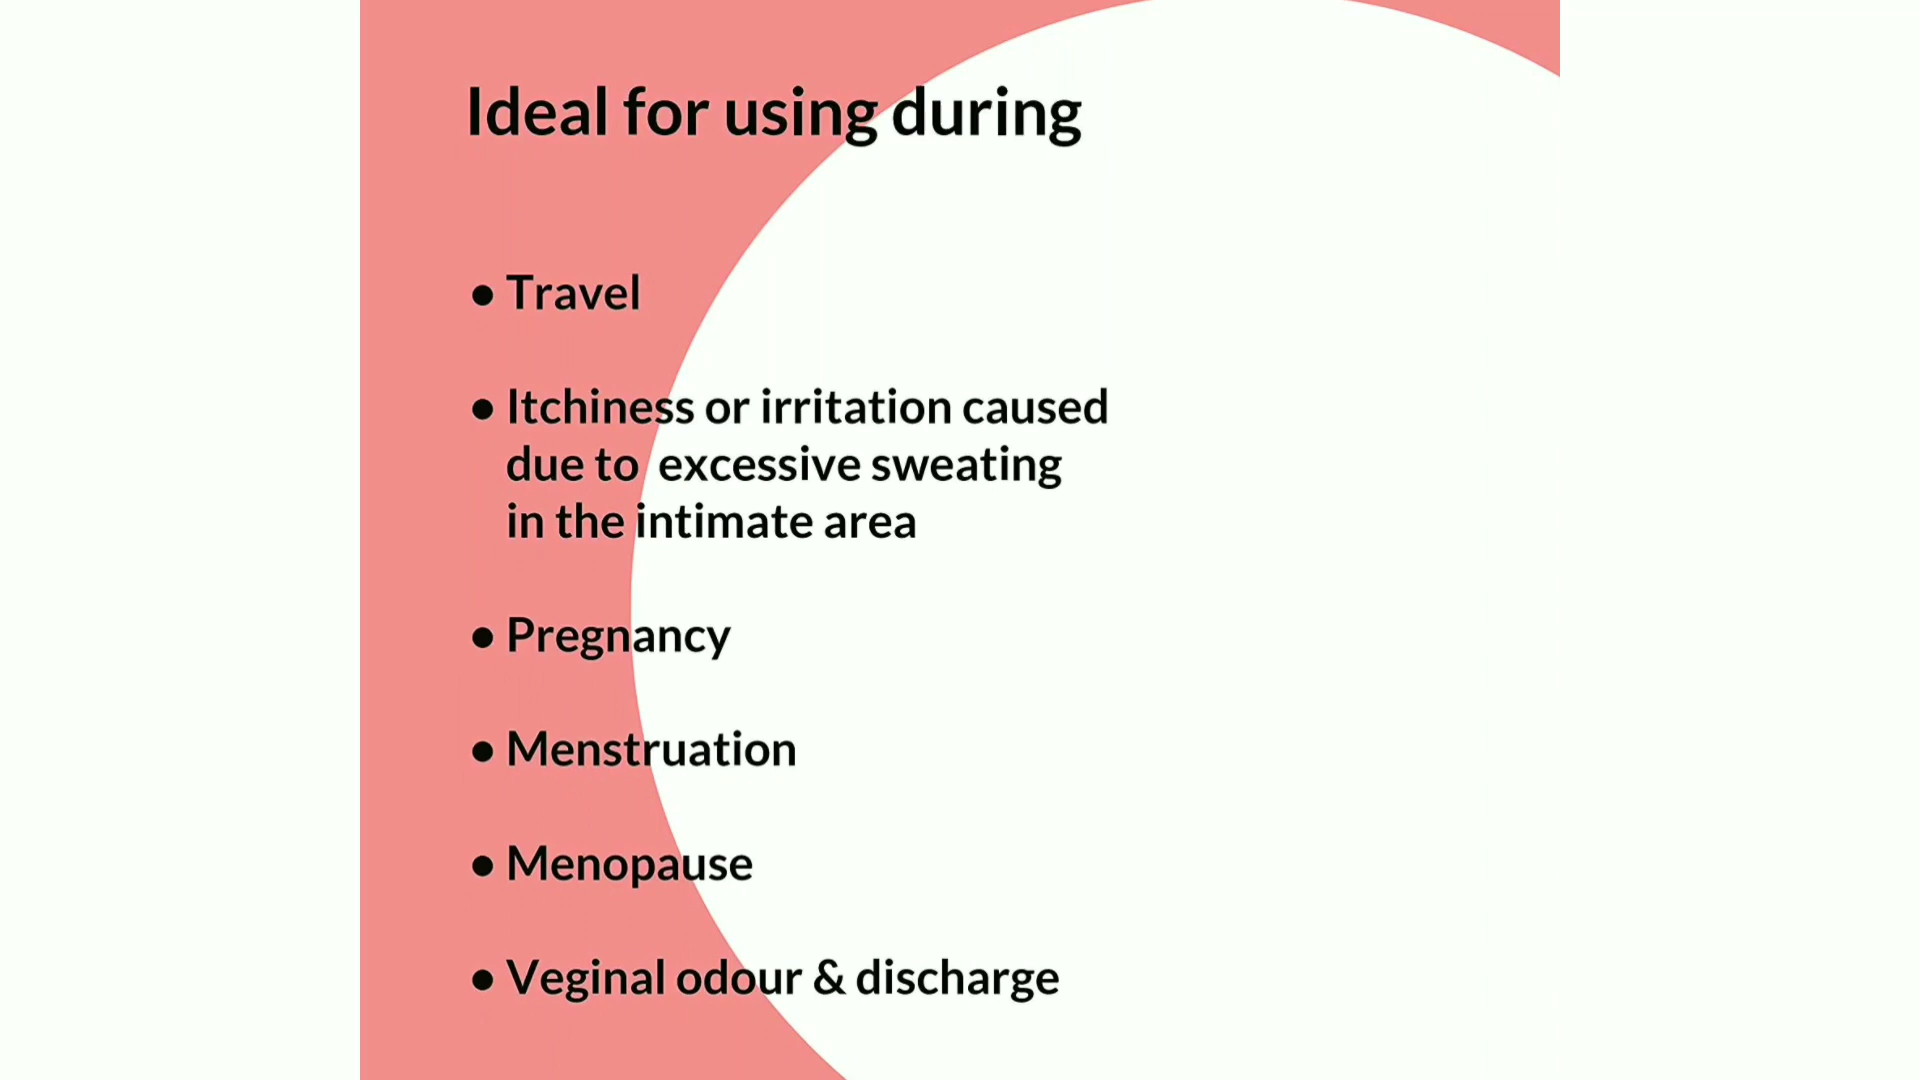 Ideal for using during
● Travel
● Itchiness or irritation caused
due to  excessive sweating
in the intimate area
● Pregnancy
● Menstruation
● Menopause
● Veginal odour & discharge